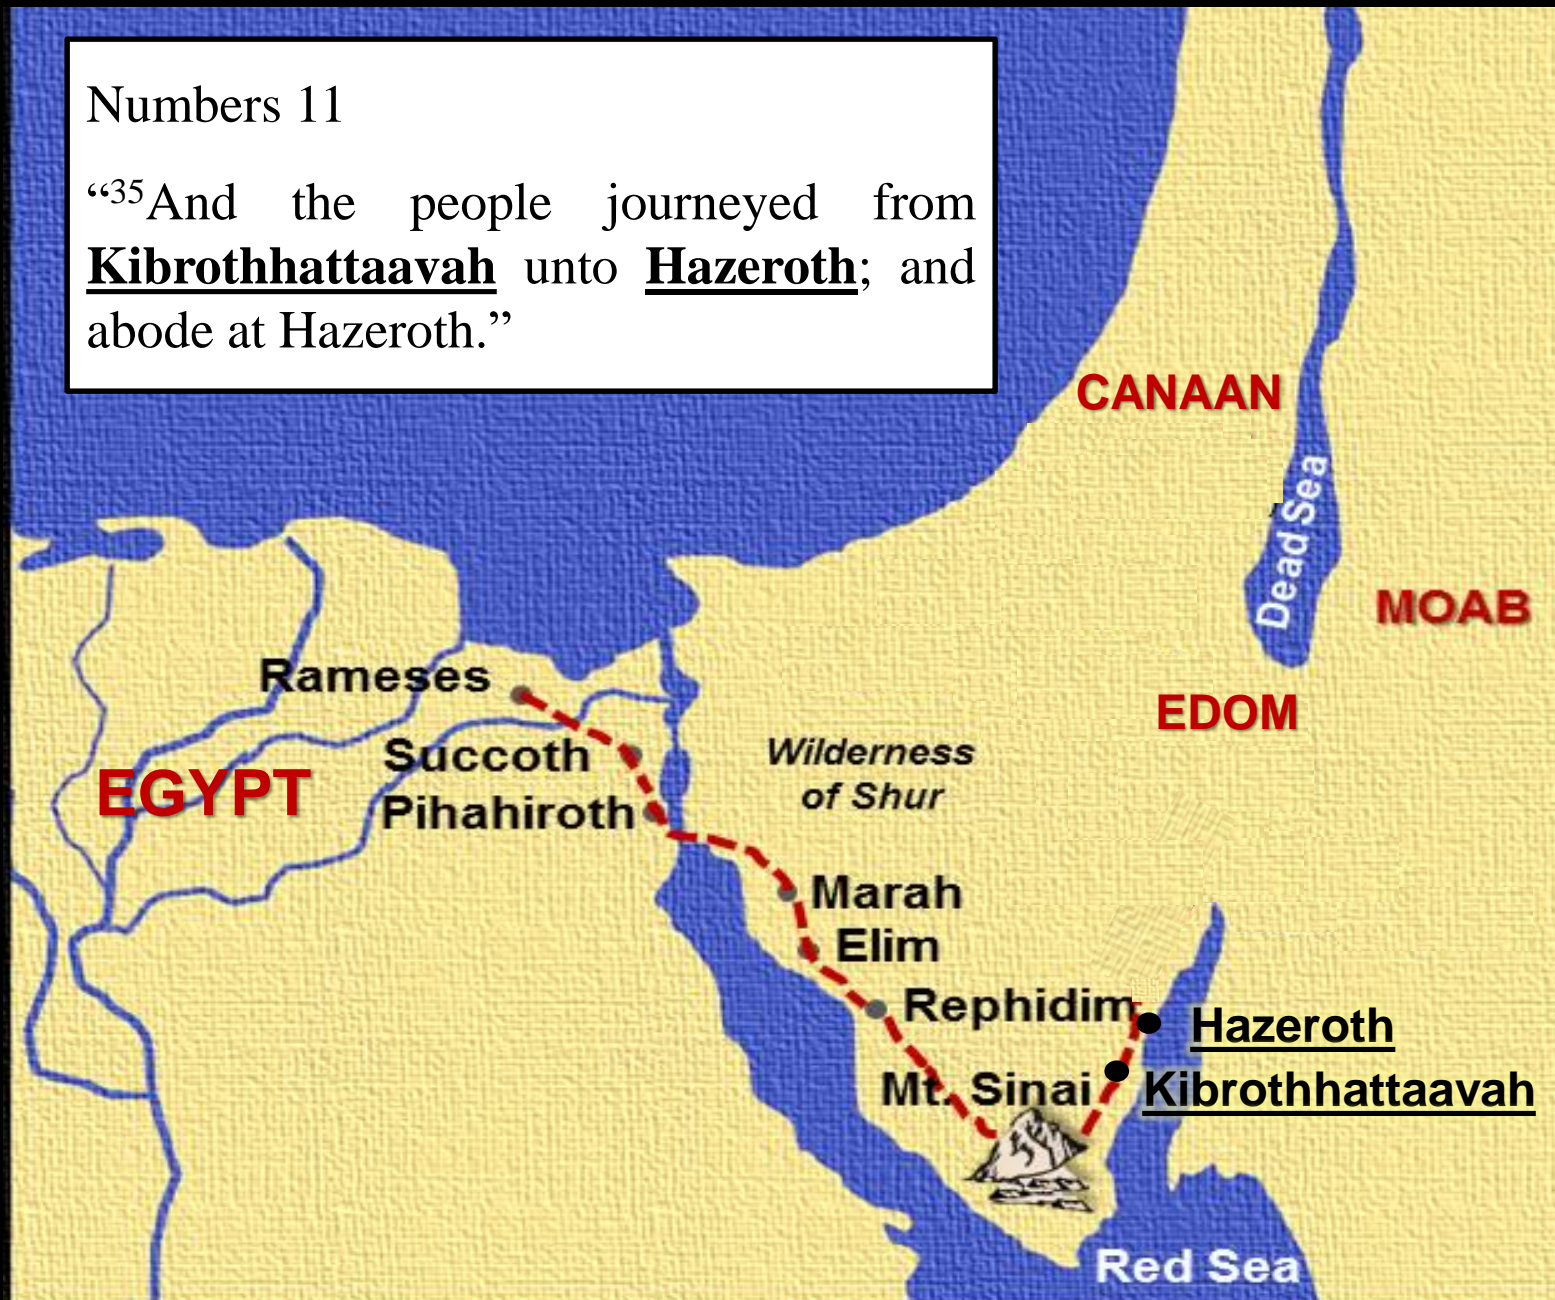 Numbers 11
“35And the people journeyed from
Kibrothhattaavah unto Hazeroth; and
abode at Hazeroth.”
CANAAN
Dead Sea
MOAB
Rameses
EDOM
Succoth
Wilderness
of Shur
EGYPT
Pihahiroth
Marah
Elim
Rephidim
Hazeroth
Mt. Sinai
Kibrothhattaavah
Red Sea